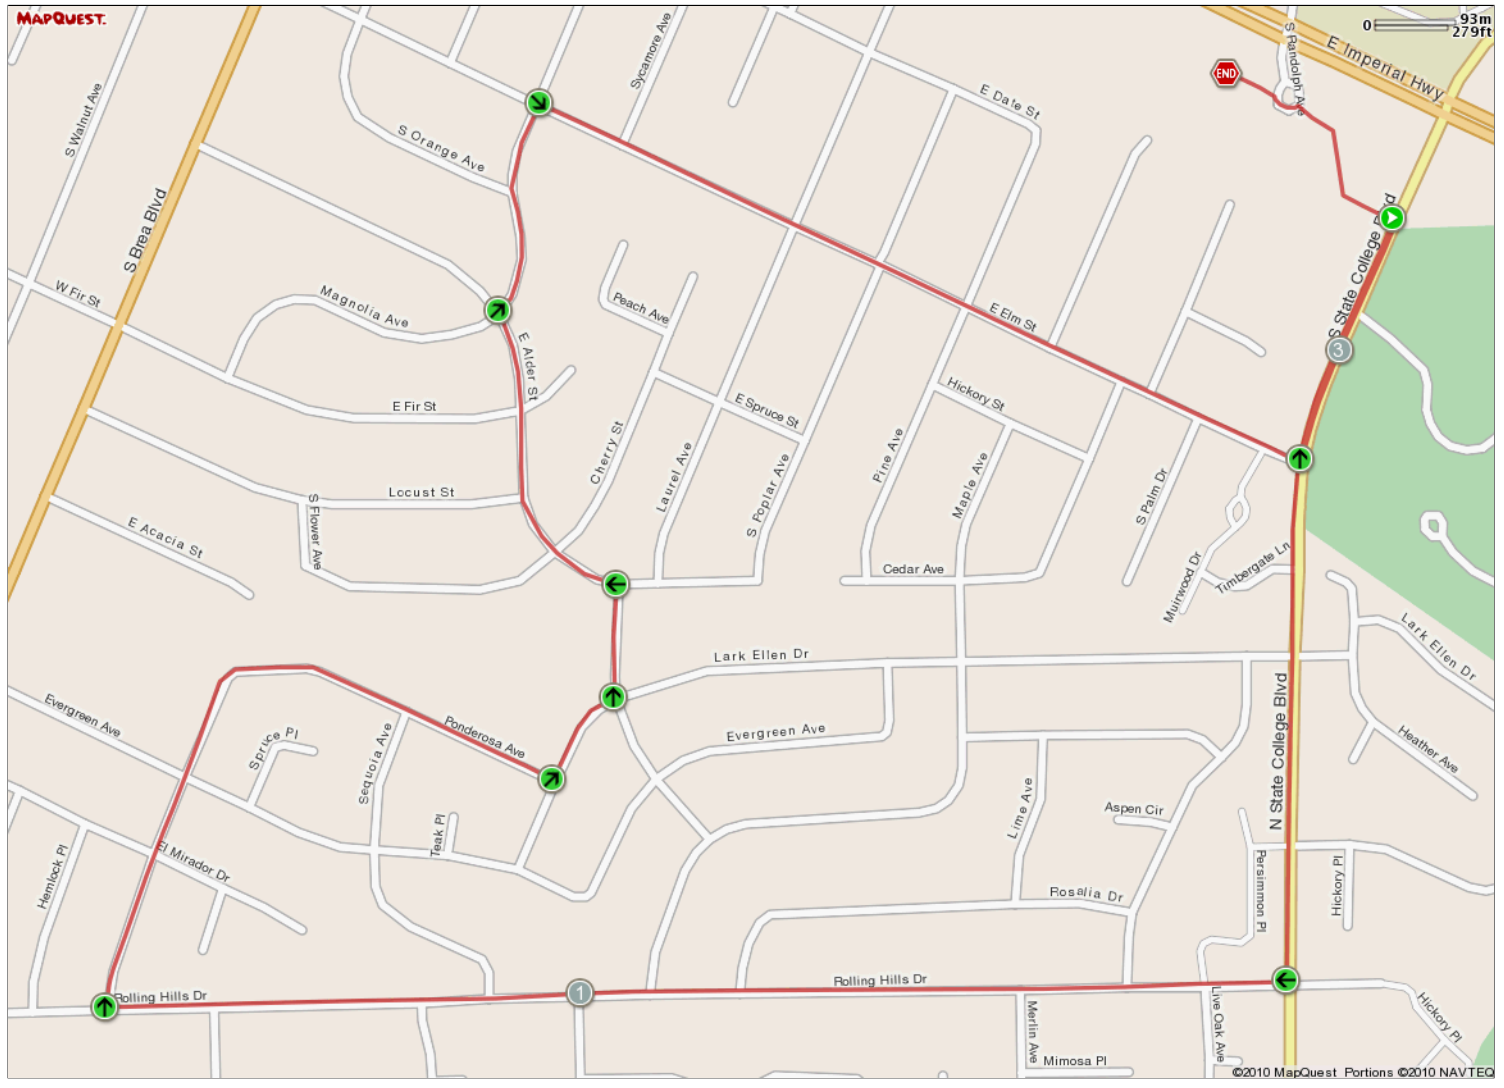 MAPQUEST.
0 93m
279ft
E Imperial Hwy
S Randolph Ave
END
Sycamore Ave
S Walnut Ave
E Date St
S Orange Ave
S Brea Blvd
S State College Blvd
W Fir St
Magnolia Ave
Peach Ave
E Elm St
3
E Alder St
Hickory St
E Fir St
E Spruce St
Cherry St
Pine Ave
Laurel Ave
Maple Ave
S Poplar Ave
S Palm Dr
Locust St
S Flower Ave
E Acacia St
Cedar Ave
Muirwood Dr
Timbergate Ln
Lark Ellen Dr
Lark Ellen Dr
Evergreen Ave
Spruce Pl
Sequoia Ave
Ponderosa Ave
Evergreen Ave
N State College Blvd
Heather Ave
Teak Pl
Lime Ave
Aspen Cir
El Mirador Dr
Hemlock Pl
Persimmon Pl
Hickory Pl
Rosalia Dr
Rolling Hills Dr
1
Rolling Hills Dr
Merlin Ave
Live Oak Ave
Hickory Pl
Mimosa Pl
©2010 MapQuest Portions ©2010 NAVTEQ